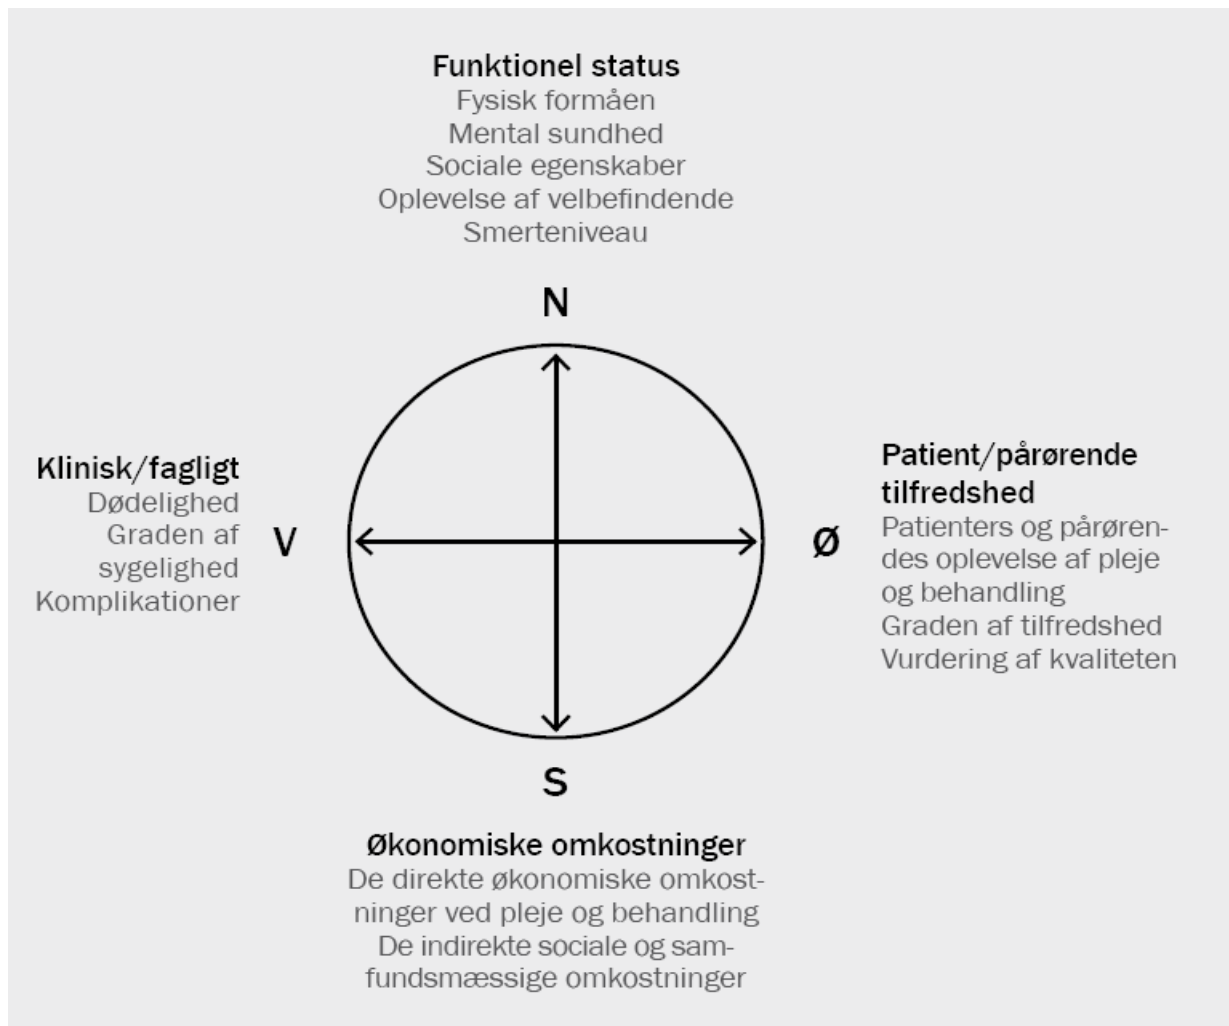 Funktionel status
Fysisk formåen
Mental sundhed
Sociale egenskaber
Oplevelse af velbefindende
Smerteniveau
N
Klinisk/fagligt
Dødelighed
Graden af
sygelighed
Komplikationer
V
Ø
Patient/pårørende
tilfredshed
Patienters og pårøren-
des oplevelse af pleje
og behandling
Graden af tilfredshed
Vurdering af kvaliteten
S
Økonomiske omkostninger
De direkte økonomiske omkost-
ninger ved pleje og behandling
De indirekte sociale og sam-
fundsmæssige omkostninger